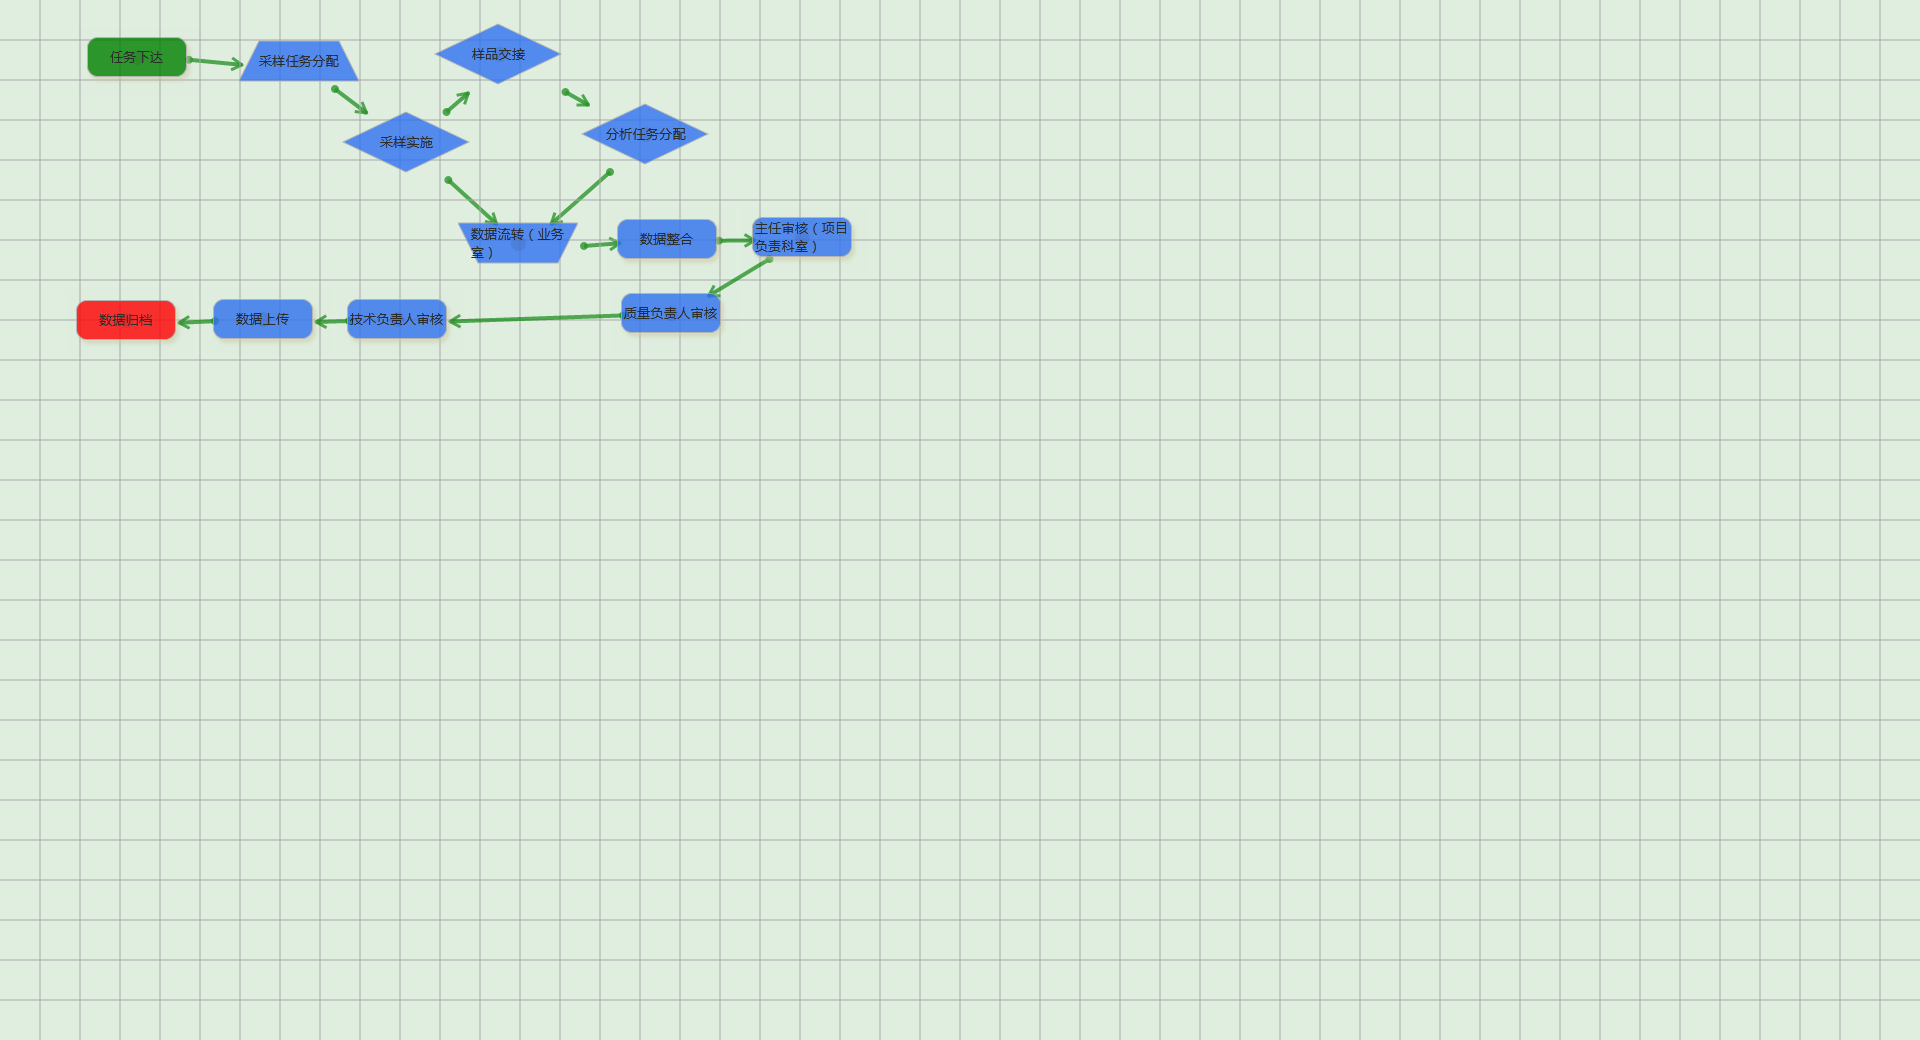 任务下达
采样任务分配
样品交接
采样实施
分析任务分配
数据流转（业务
室）
数据整合
主任审核（项目
负责科室）
质量负责人审核
技术负责人审核
数据上传
数据归档